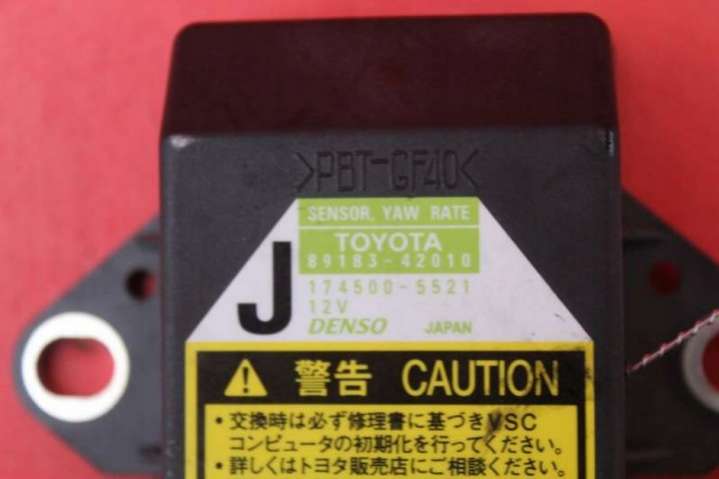 >PBT-GF40<
SENSOR, YAW RATE
TOYOTA
89183-42010
J
174500-5521
12V
DENSO JAPAN
警告 CAUTION
・交換時は必ず修理書に基づきVSC
コンピュータの初期化を行ってください。
・詳しくはトヨタ販売店にご相談ください。